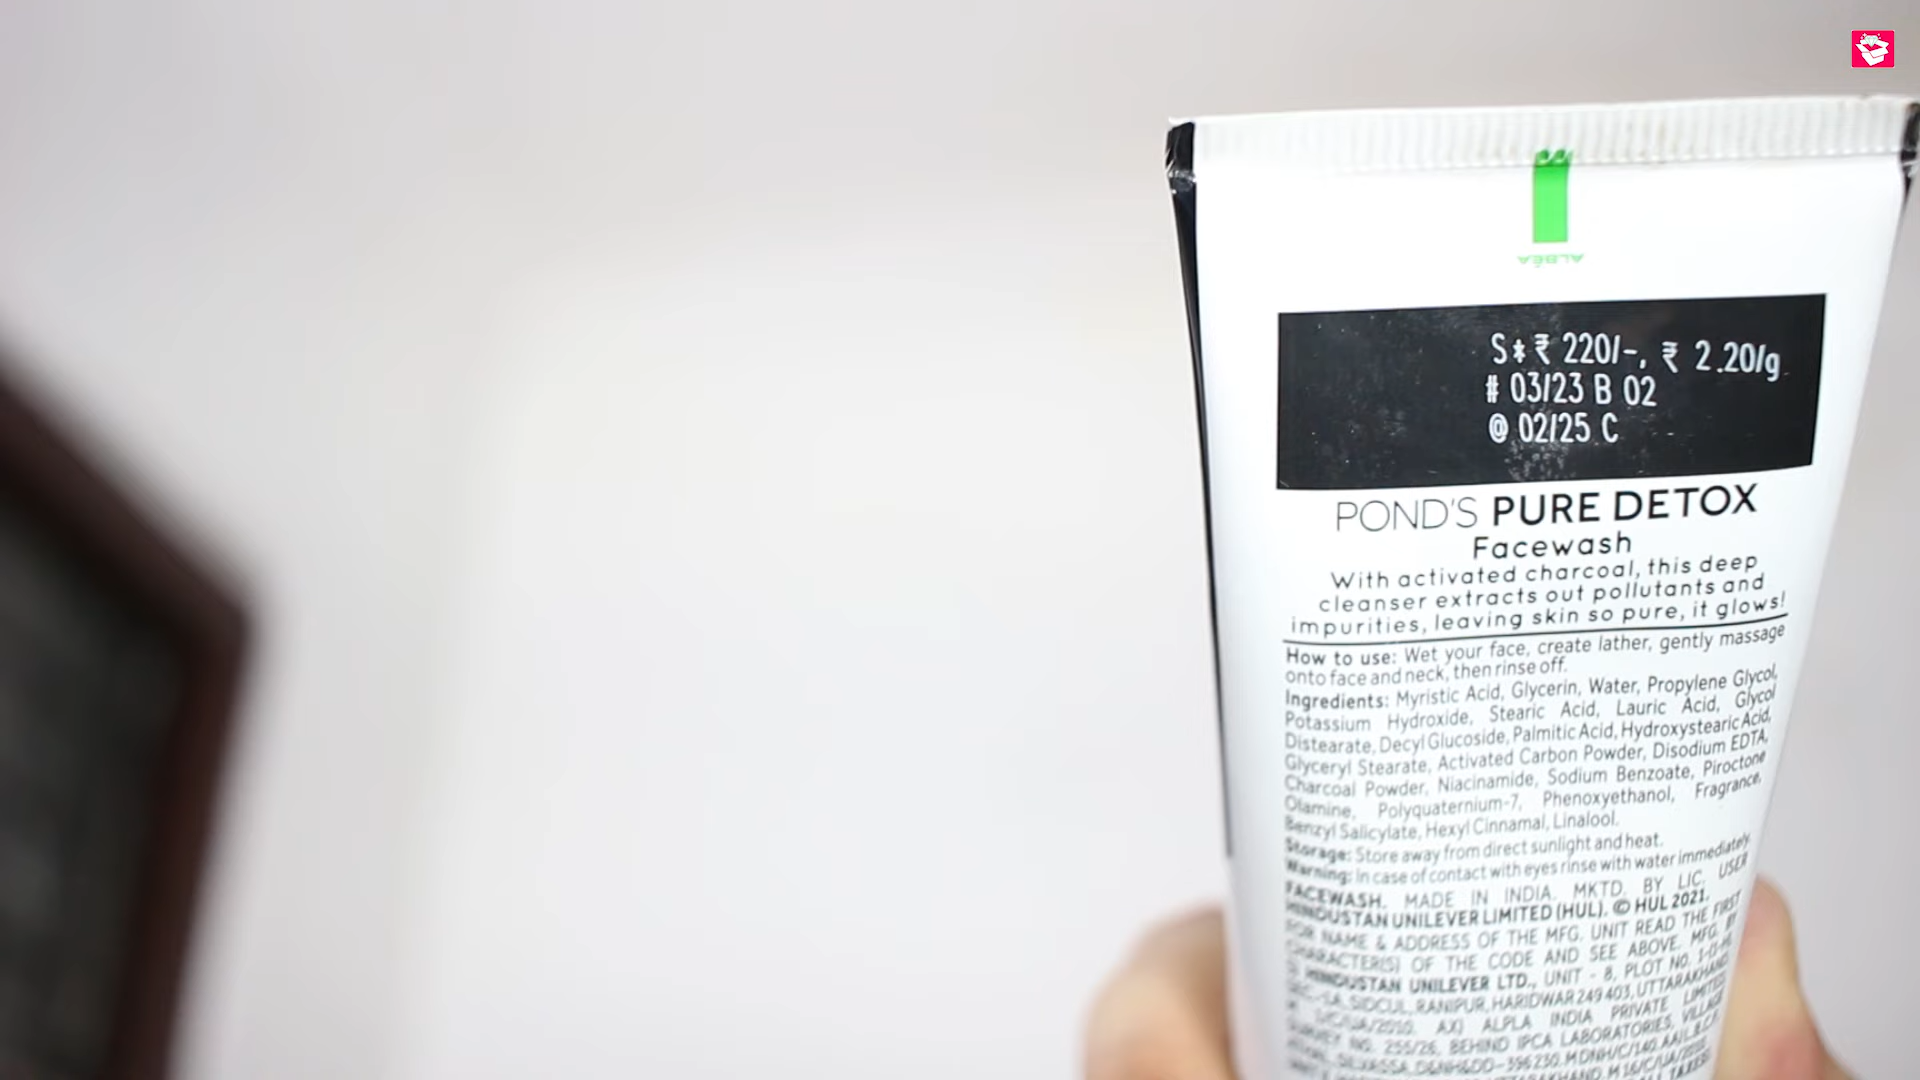 ALBÉA
S*₹ 220/-, ₹ 2.20/g
# 03/23 B 02
@ 02/25 C
POND'S PURE DETOX
Facewash
With activated charcoal, this deep
cleanser extracts out pollutants and
impurities, leaving skin so pure, it glows!
How to use: Wet your face, create lather, gently massage
onto face and neck, then rinse off.
Ingredients: Myristic Acid, Glycerin, Water, Propylene Glycol,
Potassium Hydroxide, Stearic Acid, Lauric Acid, Glycol
Distearate, Decyl Glucoside, Palmitic Acid, Hydroxystearic Acid,
Glyceryl Stearate, Activated Carbon Powder, Disodium EDTA,
Charcoal Powder, Niacinamide, Sodium Benzoate, Piroctone
Olamine, Polyquaternium-7, Phenoxyethanol, Fragrance,
Benzyl Salicylate, Hexyl Cinnamal, Linalool.
Storage: Store away from direct sunlight and heat.
Warning: In case of contact with eyes rinse with water immediately.
FACEWASH. MADE IN INDIA. MKTD. BY LIC. USER
HINDUSTAN UNILEVER LIMITED (HUL). © HUL 2021.
FOR NAME & ADDRESS OF THE MFG. UNIT READ THE FIRST
CHARACTER(S) OF THE CODE AND SEE ABOVE. MFG. BY
HINDUSTAN UNILEVER LTD., UNIT - 8, PLOT NO.
SIDCUL, RANIPUR, HARIDWAR 249 403, UTTARAKHAND
AX) ALPLA INDIA PRIVATE LIMITED
SURVEY NO. 255/26, BEHIND IPCA LABORATORIES, VILLAGE